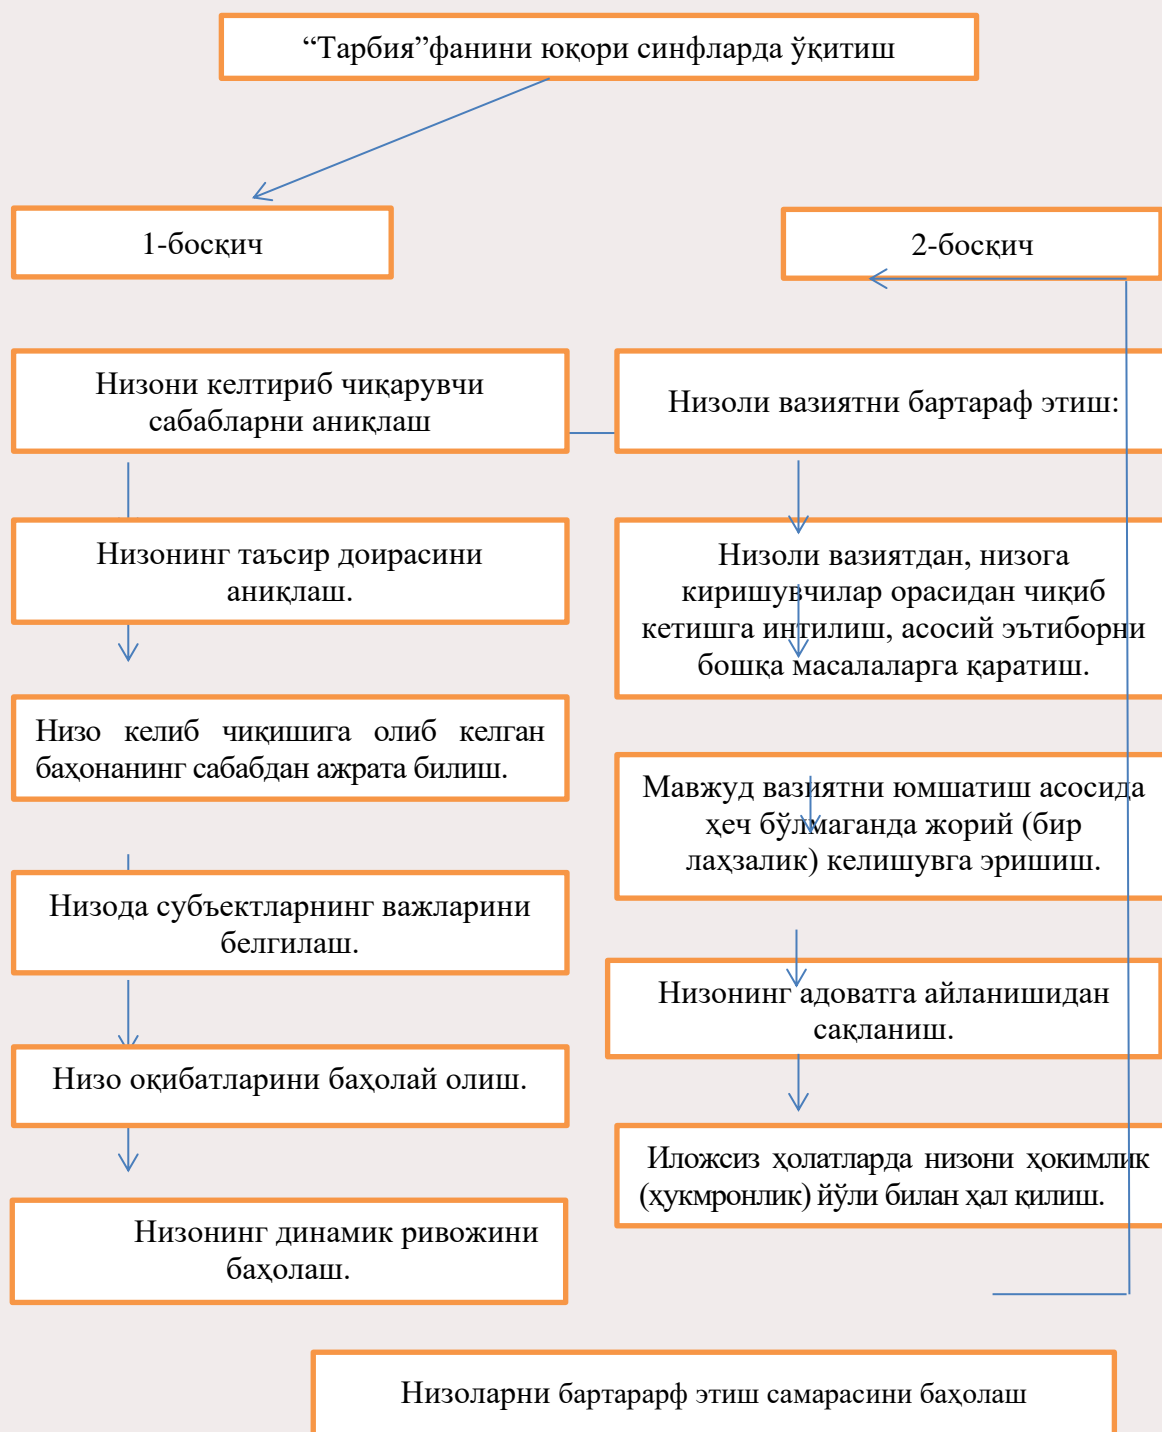 “Тарбия”фанини юқори синфларда ўқитиш
1-босқич
2-босқич
Низони келтириб чиқарувчи
сабабларни аниқлаш
Низоли вазиятни бартараф этиш:
Низонинг таъсир доирасини
аниқлаш.
Низоли вазиятдан, низога
киришувчилар орасидан чиқиб
кетишга интилиш, асосий эътиборни
бошқа масалаларга қаратиш.
Низо келиб чиқишига олиб келган
баҳонанинг сабабдан ажрата билиш.
Мавжуд вазиятни юмшатиш асосида
ҳеч бўлмаганда жорий (бир
лаҳзалик) келишувга эришиш.
Низода субъектларнинг важларини
белгилаш.
Низонинг адоватга айланишидан
сақланиш.
Низо оқибатларини баҳолай олиш.
Иложсиз ҳолатларда низони ҳокимлик
(ҳукмронлик) йўли билан ҳал қилиш.
Низонинг динамик ривожини
баҳолаш.
Низоларни бартарарф этиш самарасини баҳолаш